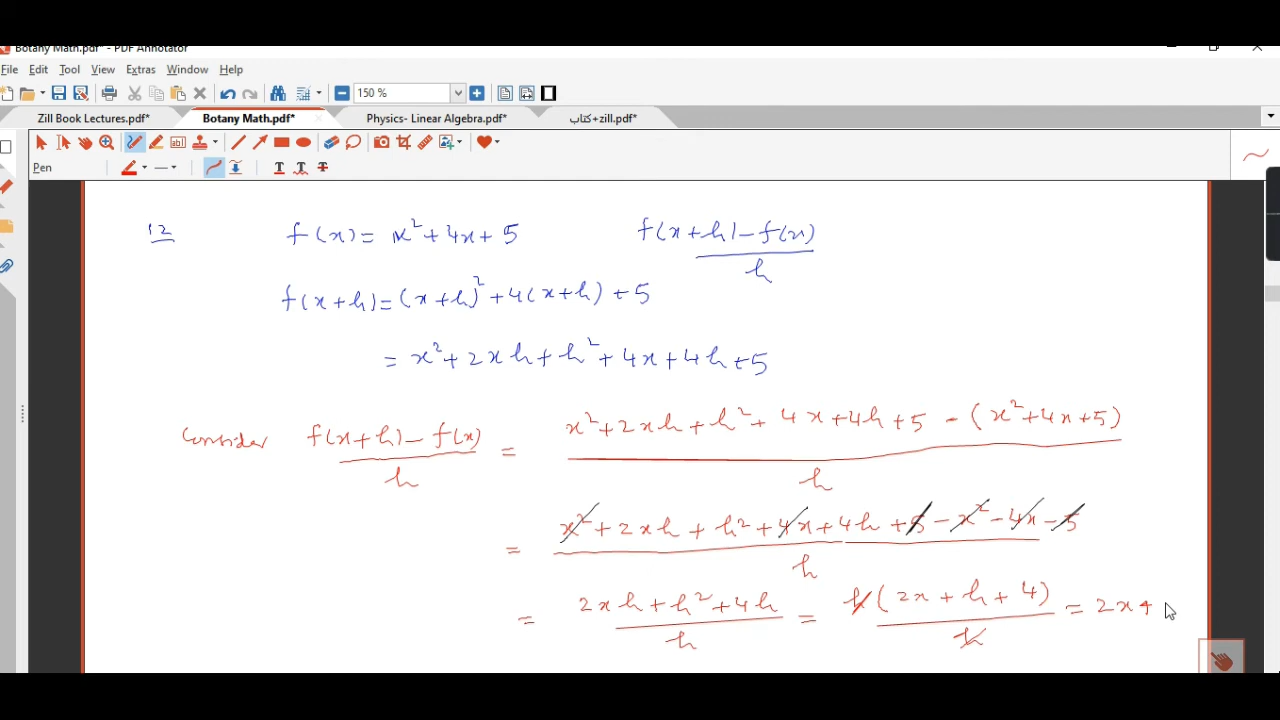 Botany Math.pdf* - PDF Annotator
File Edit Tool View Extras Window Help
150 %
Zill Book Lectures.pdf* Botany Math.pdf* Physics- Linear Algebra.pdf* کتاب+zill.pdf*
Pen
12 f(x) = x² + 4x + 5 f(x+h) - f(x) / h
f(x+h) = (x+h)² + 4(x+h) + 5
= x² + 2xh + h² + 4x + 4h + 5
Consider f(x+h) - f(x) / h = x² + 2xh + h² + 4x + 4h + 5 - (x² + 4x + 5) / h
= x² + 2xh + h² + 4x + 4h + 5 - x² - 4x - 5 / h
= 2xh + h² + 4h / h = h(2x + h + 4) / h = 2x +